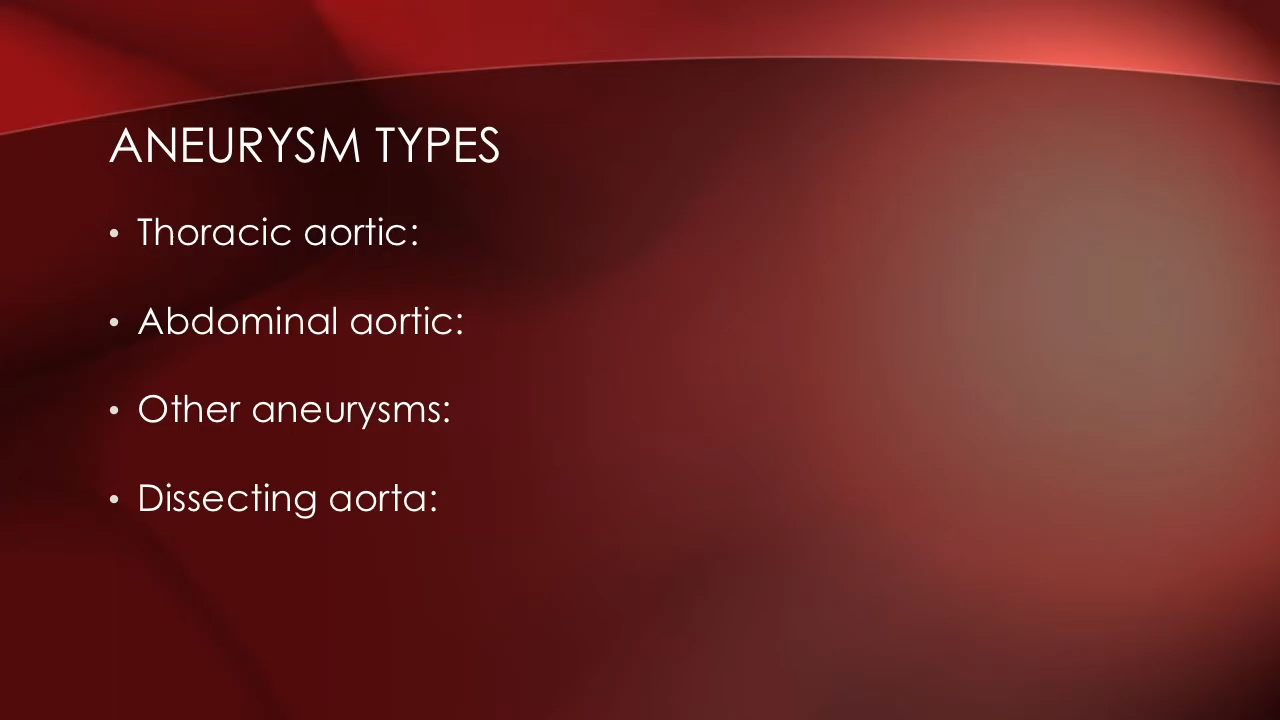 ANEURYSM TYPES
• Thoracic aortic:
• Abdominal aortic:
• Other aneurysms:
• Dissecting aorta: